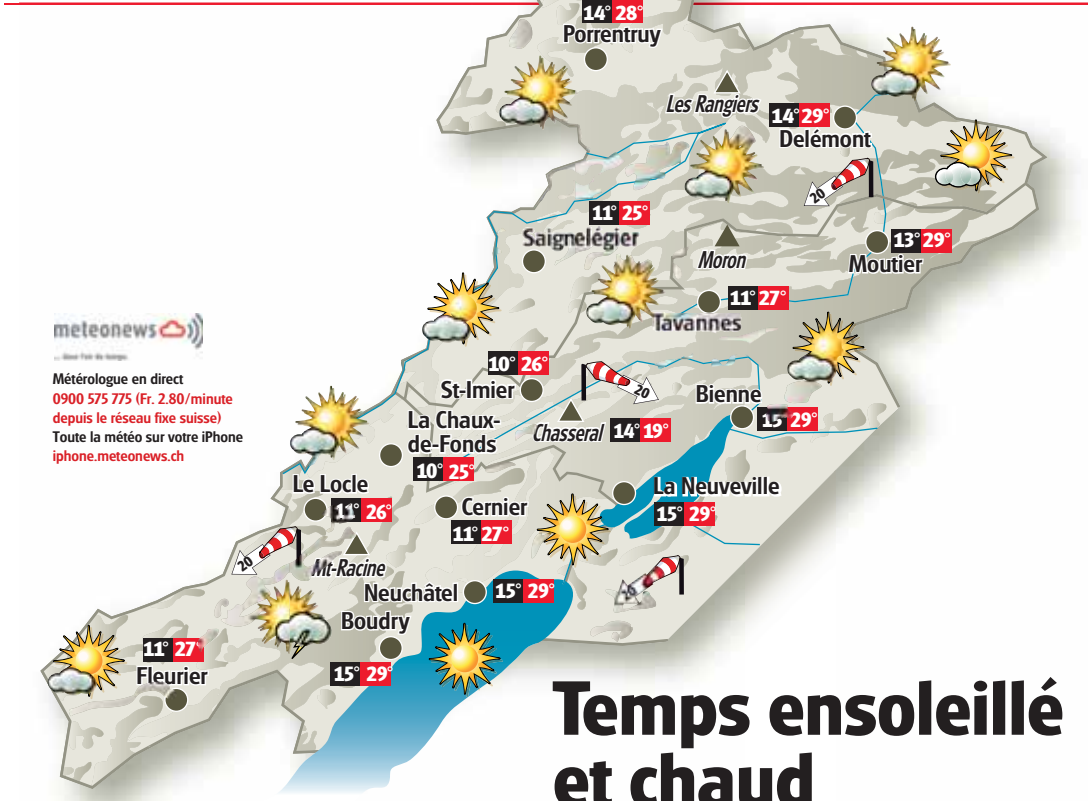 14° 28°
Porrentruy
Les Rangiers
14° 29°
Delémont
20
11° 25°
Saignelégier
Moron
13° 29°
Moutier
11° 27°
Tavannes
meteonews
Météorologue en direct
0900 575 775 (Fr. 2.80/minute
depuis le réseau fixe suisse)
Toute la météo sur votre iPhone
iphone.meteonews.ch
10° 26°
St-Imier
20
Bienne
15° 29°
La Chaux-
de-Fonds
10° 25°
Chasseral 14° 19°
Le Locle
11° 26°
Cernier
11° 27°
La Neuveville
15° 29°
20
Mt-Racine
Neuchâtel 15° 29°
20
Boudry
15° 29°
11° 27°
Fleurier
Temps ensoleillé
et chaud